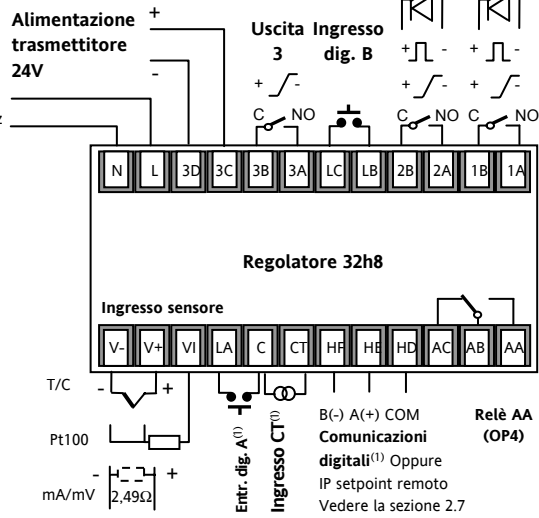 Alimentazione
trasmettitore
24V
+
-
Uscita
3
Ingresso
dig. B
+ -
+ -
+ -
+ -
+ -
C NO
C NO
C NO
z
N L 3D 3C 3B 3A LC LB 2B 2A 1B 1A
Regolatore 32h8
Ingresso sensore
V- V+ VI LA C CT HF HE HD AC AB AA
T/C
- +
Pt100
- +
mA/mV
2,49Ω
Entr. dig. A(1)
Ingresso CT(1)
B(-) A(+) COM
Comunicazioni
digitali(1) Oppure
IP setpoint remoto
Vedere la sezione 2.7
Relè AA
(OP4)